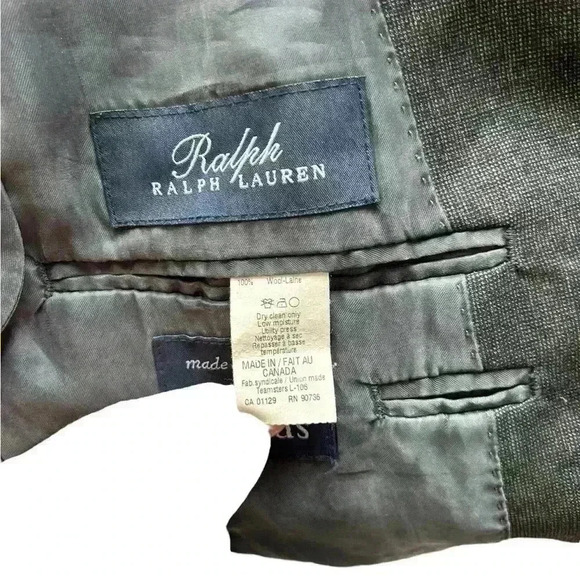 Ralph
RALPH LAUREN
100% Wool-Laine
Dry clean only
Low moisture
Utility press
Nettoyage a sec
Repasser a basse
température
MADE IN / FAIT AU
CANADA
Fab.syndicale / Union made
Teamsters L-106
CA 01129 RN 90736
made